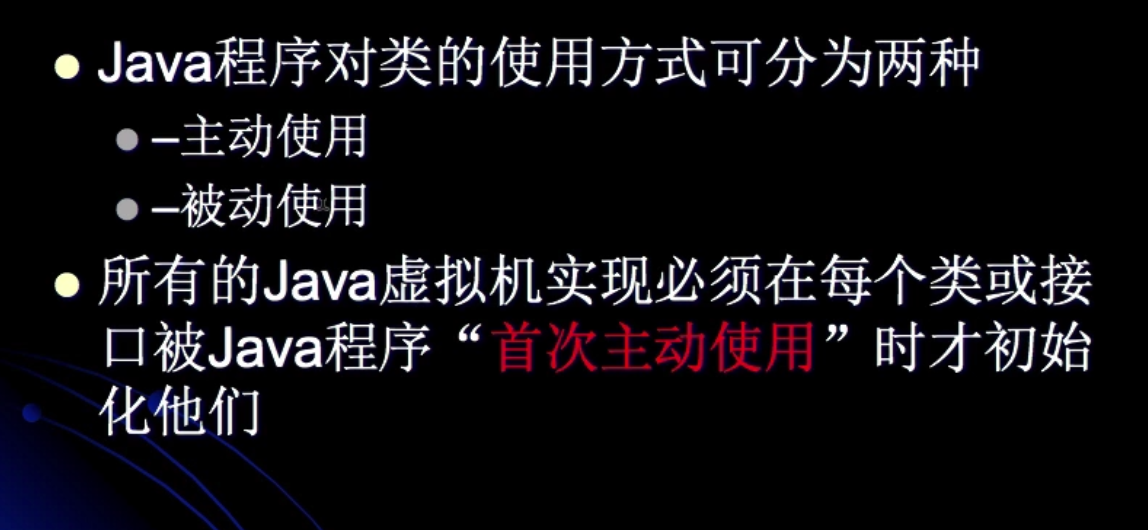 Java程序对类的使用方式可分为两种
–主动使用
–被动使用
所有的Java虚拟机实现必须在每个类或接
口被Java程序“首次主动使用”时才初始
化他们